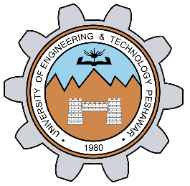 UNIVERSITY OF ENGINEERING & TECHNOLOGY PESHAWAR
1980